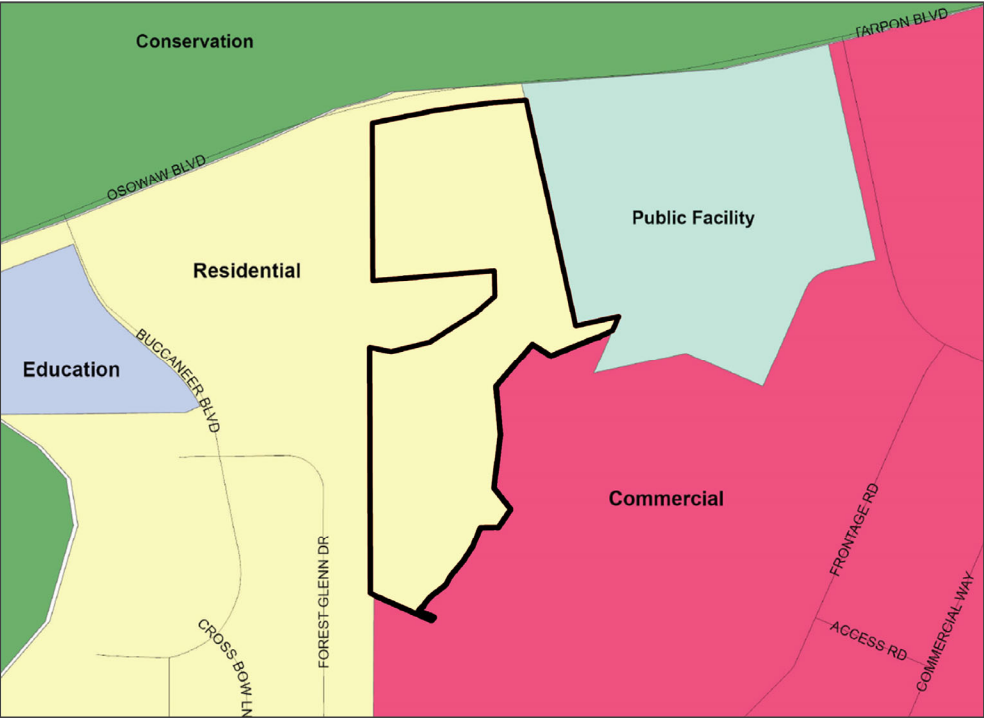 TARPON BLVD
Conservation
OSOWAW BLVD
Public Facility
Residential
BUCCANEER BLVD
Education
Commercial
FRONTAGE RD
FOREST GLENN DR
COMMERCIAL WAY
CROSS BOW LN
ACCESS RD